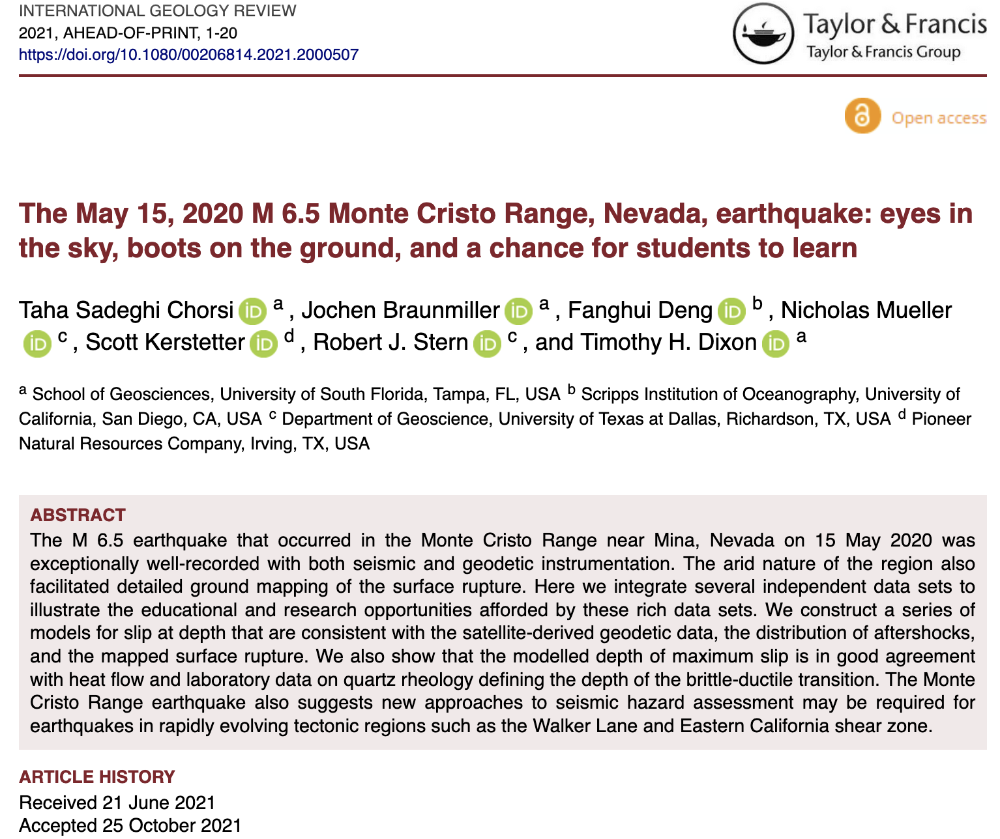 INTERNATIONAL GEOLOGY REVIEW
2021, AHEAD-OF-PRINT, 1-20
https://doi.org/10.1080/00206814.2021.2000507
Taylor & Francis
Taylor & Francis Group
Open access
The May 15, 2020 M 6.5 Monte Cristo Range, Nevada, earthquake: eyes in
the sky, boots on the ground, and a chance for students to learn
Taha Sadeghi Chorsi iD a , Jochen Braunmiller iD a , Fanghui Deng iD b , Nicholas Mueller
iD c , Scott Kerstetter iD d , Robert J. Stern iD c , and Timothy H. Dixon iD a
a School of Geosciences, University of South Florida, Tampa, FL, USA b Scripps Institution of Oceanography, University of
California, San Diego, CA, USA c Department of Geoscience, University of Texas at Dallas, Richardson, TX, USA d Pioneer
Natural Resources Company, Irving, TX, USA
ABSTRACT
The M 6.5 earthquake that occurred in the Monte Cristo Range near Mina, Nevada on 15 May 2020 was
exceptionally well-recorded with both seismic and geodetic instrumentation. The arid nature of the region also
facilitated detailed ground mapping of the surface rupture. Here we integrate several independent data sets to
illustrate the educational and research opportunities afforded by these rich data sets. We construct a series of
models for slip at depth that are consistent with the satellite-derived geodetic data, the distribution of aftershocks,
and the mapped surface rupture. We also show that the modelled depth of maximum slip is in good agreement
with heat flow and laboratory data on quartz rheology defining the depth of the brittle-ductile transition. The Monte
Cristo Range earthquake also suggests new approaches to seismic hazard assessment may be required for
earthquakes in rapidly evolving tectonic regions such as the Walker Lane and Eastern California shear zone.
ARTICLE HISTORY
Received 21 June 2021
Accepted 25 October 2021